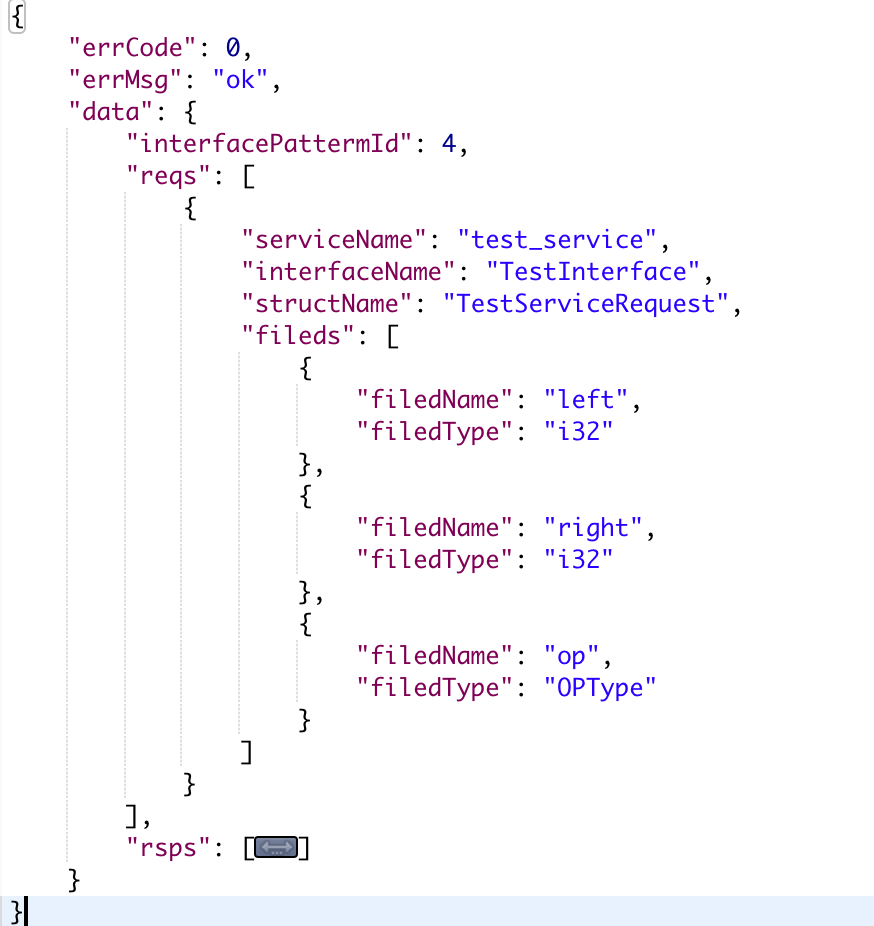 {
"errCode": 0,
"errMsg": "ok",
"data": {
"interfacePattermId": 4,
"reqs": [
{
"serviceName": "test_service",
"interfaceName": "TestInterface",
"structName": "TestServiceRequest",
"fileds": [
{
"filedName": "left",
"filedType": "i32"
},
{
"filedName": "right",
"filedType": "i32"
},
{
"filedName": "op",
"filedType": "OPType"
}
]
}
],
"rsps": [...]
}
}